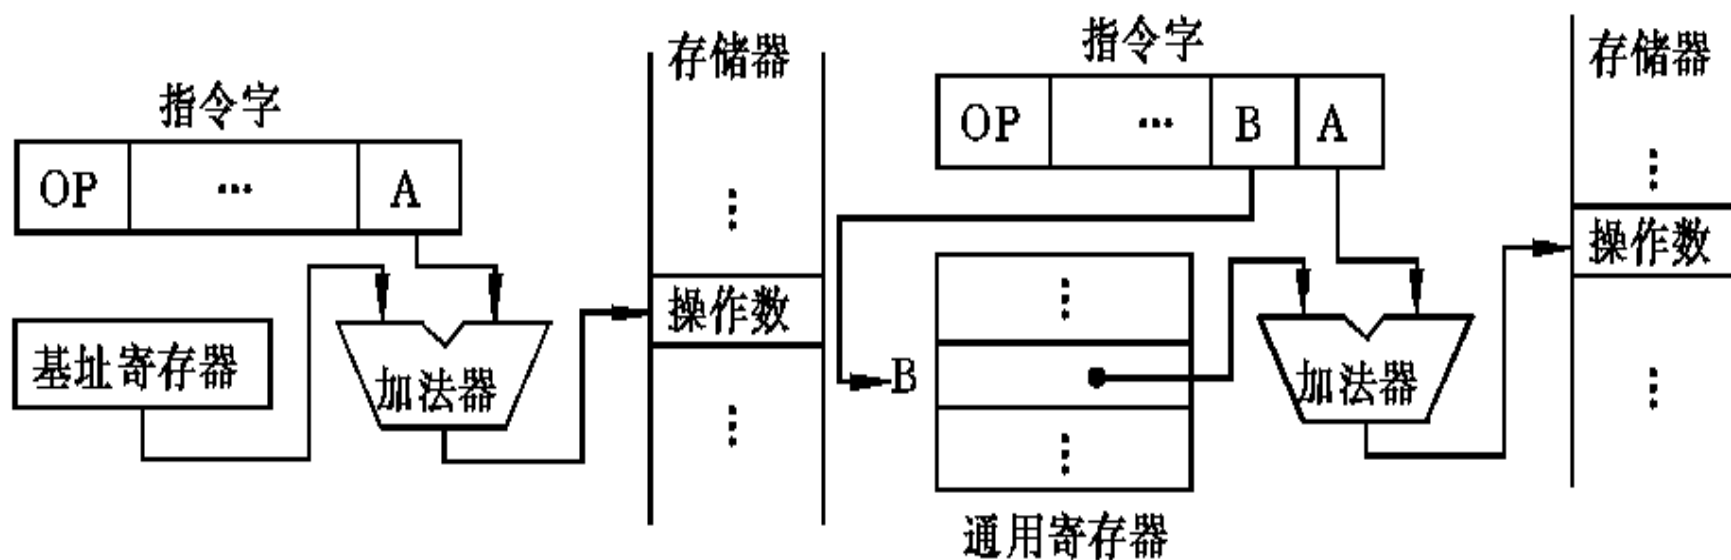 指令字
OP ... A
基址寄存器
加法器
存储器
⋮
操作数
⋮
指令字
OP ... B A
B
⋮
⋮
通用寄存器
加法器
存储器
⋮
操作数
⋮